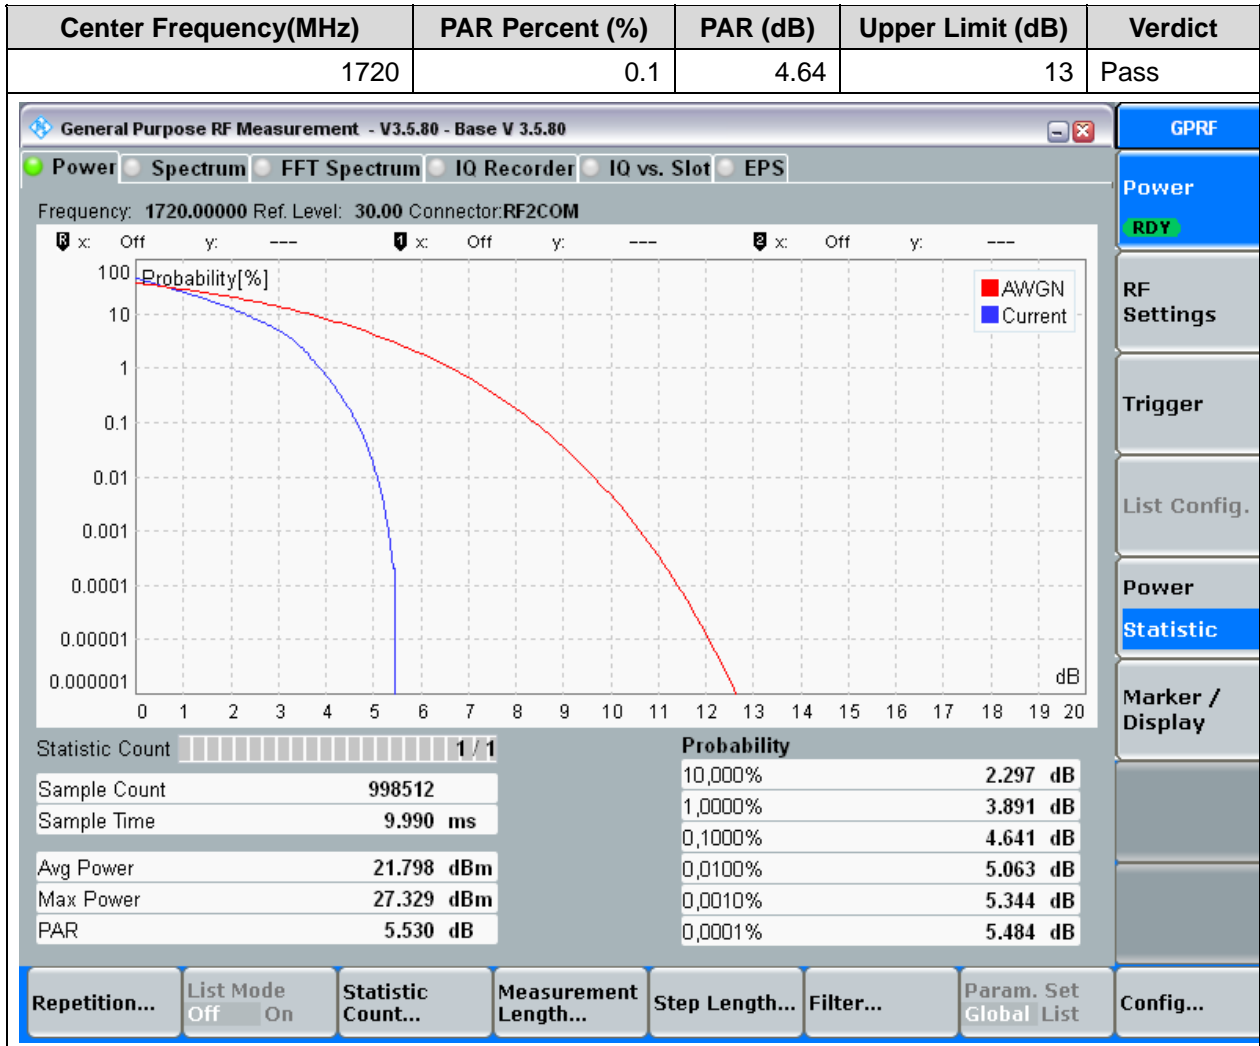 Center Frequency(MHz) PAR Percent (%) PAR (dB) Upper Limit (dB) Verdict
1720 0.1 4.64 13 Pass
General Purpose RF Measurement - V3.5.80 - Base V 3.5.80
GPRF
Power Spectrum FFT Spectrum IQ Recorder IQ vs. Slot EPS
Power
RDY
Frequency: 1720.00000 Ref. Level: 30.00 Connector:RF2COM
R x: Off y: --- 1 x: Off y: --- 2 x: Off y: ---
Probability[%]
AWGN
Current
100
10
1
0.1
0.01
0.001
0.0001
0.00001
0.000001
dB
0 1 2 3 4 5 6 7 8 9 10 11 12 13 14 15 16 17 18 19 20
RF
Settings
Trigger
List Config.
Power
Statistic
Marker /
Display
Statistic Count 1 / 1
Sample Count 998512
Sample Time 9.990 ms
Avg Power 21.798 dBm
Max Power 27.329 dBm
PAR 5.530 dB
Probability
10,000% 2.297 dB
1,0000% 3.891 dB
0,1000% 4.641 dB
0,0100% 5.063 dB
0,0010% 5.344 dB
0,0001% 5.484 dB
Repetition...
List Mode
Off On
Statistic
Count...
Measurement
Length...
Step Length...
Filter...
Param. Set
Global List
Config...